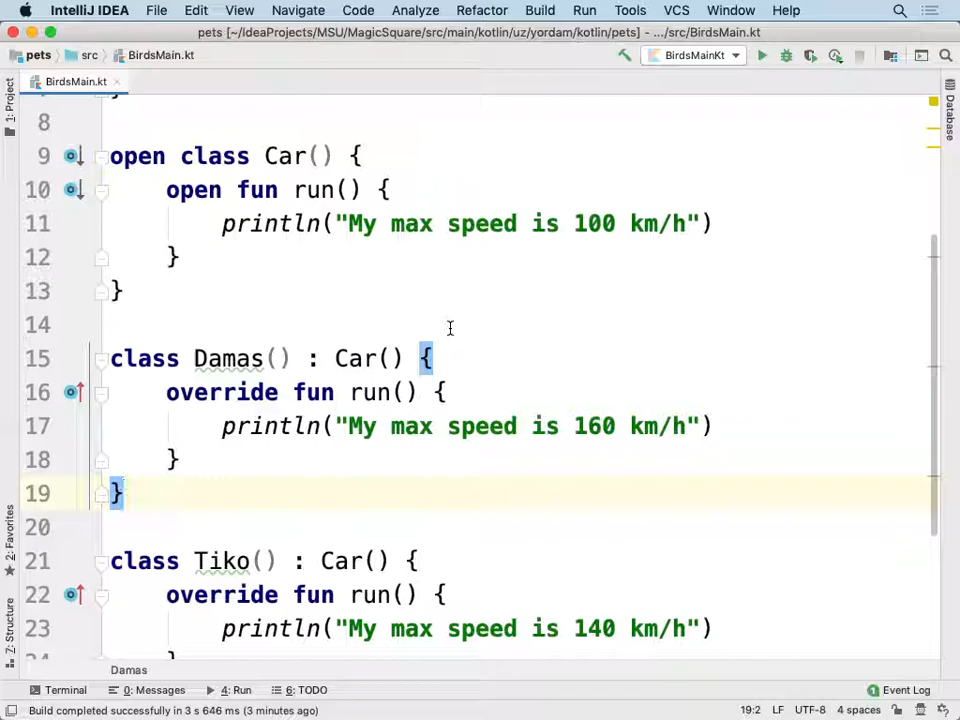 IntelliJ IDEA File Edit View Navigate Code Analyze Refactor Build Run Tools VCS Window Help
pets [~/IdeaProjects/MSU/MagicSquare/src/main/kotlin/uz/yordam/kotlin/pets] - .../src/BirdsMain.kt
pets src BirdsMain.kt BirdsMainKt
BirdsMain.kt
1: Project
Database
8
9 open class Car() {
10 open fun run() {
11 println("My max speed is 100 km/h")
12 }
13 }
14
15 class Damas() : Car() {
16 override fun run() {
17 println("My max speed is 160 km/h")
18 }
19 }
20
21 class Tiko() : Car() {
22 override fun run() {
23 println("My max speed is 140 km/h")
24 }
2: Favorites
7: Structure
Damas
Terminal 0: Messages 4: Run 6: TODO 1 Event Log
Build completed successfully in 3 s 646 ms (3 minutes ago) 19:2 LF UTF-8 4 spaces